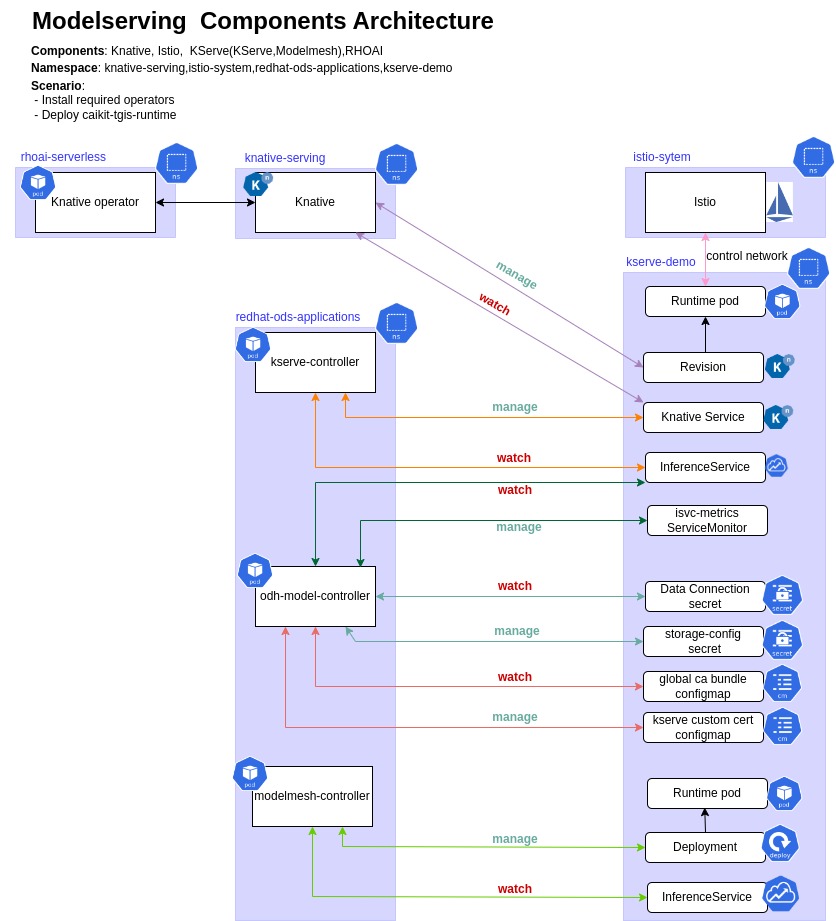 Modelserving  Components Architecture
Components: Knative, Istio,  KServe(KServe,Modelmesh),RHOAI
Namespace: knative-serving,istio-system,redhat-ods-applications,kserve-demo
Scenario:
- Install required operators
- Deploy caikit-tgis-runtime
rhoai-serverless
ns
pod
Knative operator
knative-serving
ns
K
n
Knative
istio-sytem
ns
Istio
control network
kserve-demo
ns
manage
watch
Runtime pod
pod
Revision
K
n
redhat-ods-applications
ns
pod
kserve-controller
manage
Knative Service
K
n
watch
InferenceService
watch
manage
isvc-metrics
ServiceMonitor
pod
odh-model-controller
watch
Data Connection
secret
secret
manage
storage-config
secret
secret
watch
global ca bundle
configmap
cm
manage
kserve custom cert
configmap
cm
pod
modelmesh-controller
Runtime pod
pod
manage
Deployment
deploy
watch
InferenceService